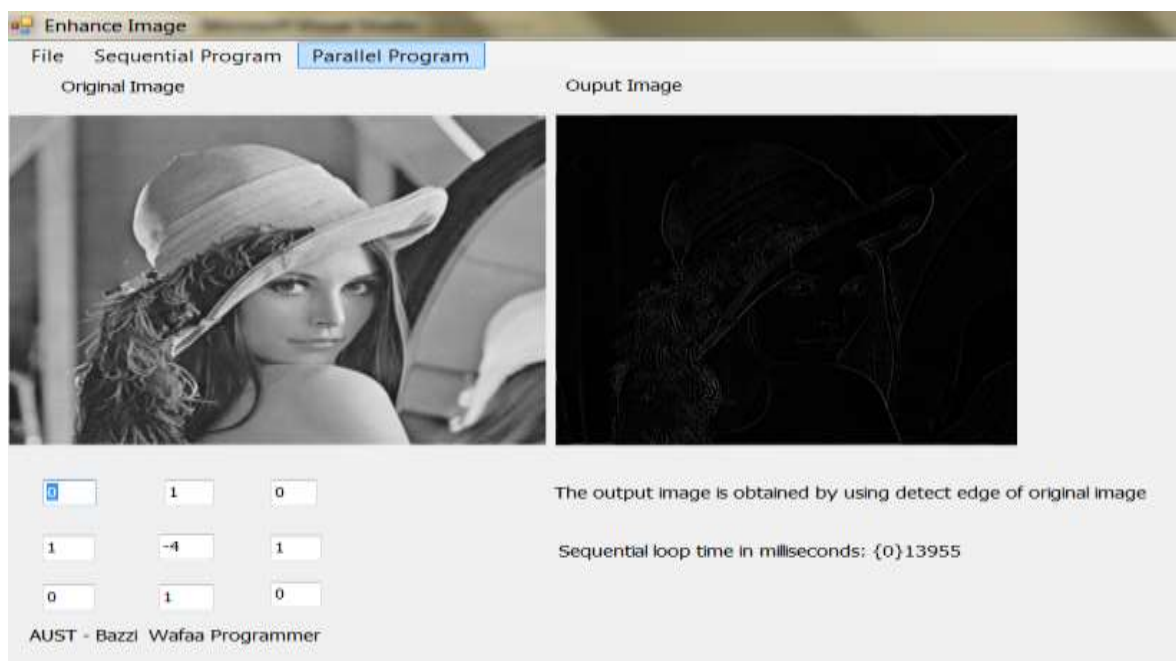 Enhance Image
File Sequential Program Parallel Program
Original Image
Ouput Image
0 1 0
1 -4 1
0 1 0
The output image is obtained by using detect edge of original image
Sequential loop time in milliseconds: {0}13955
AUST - Bazzi Wafaa Programmer